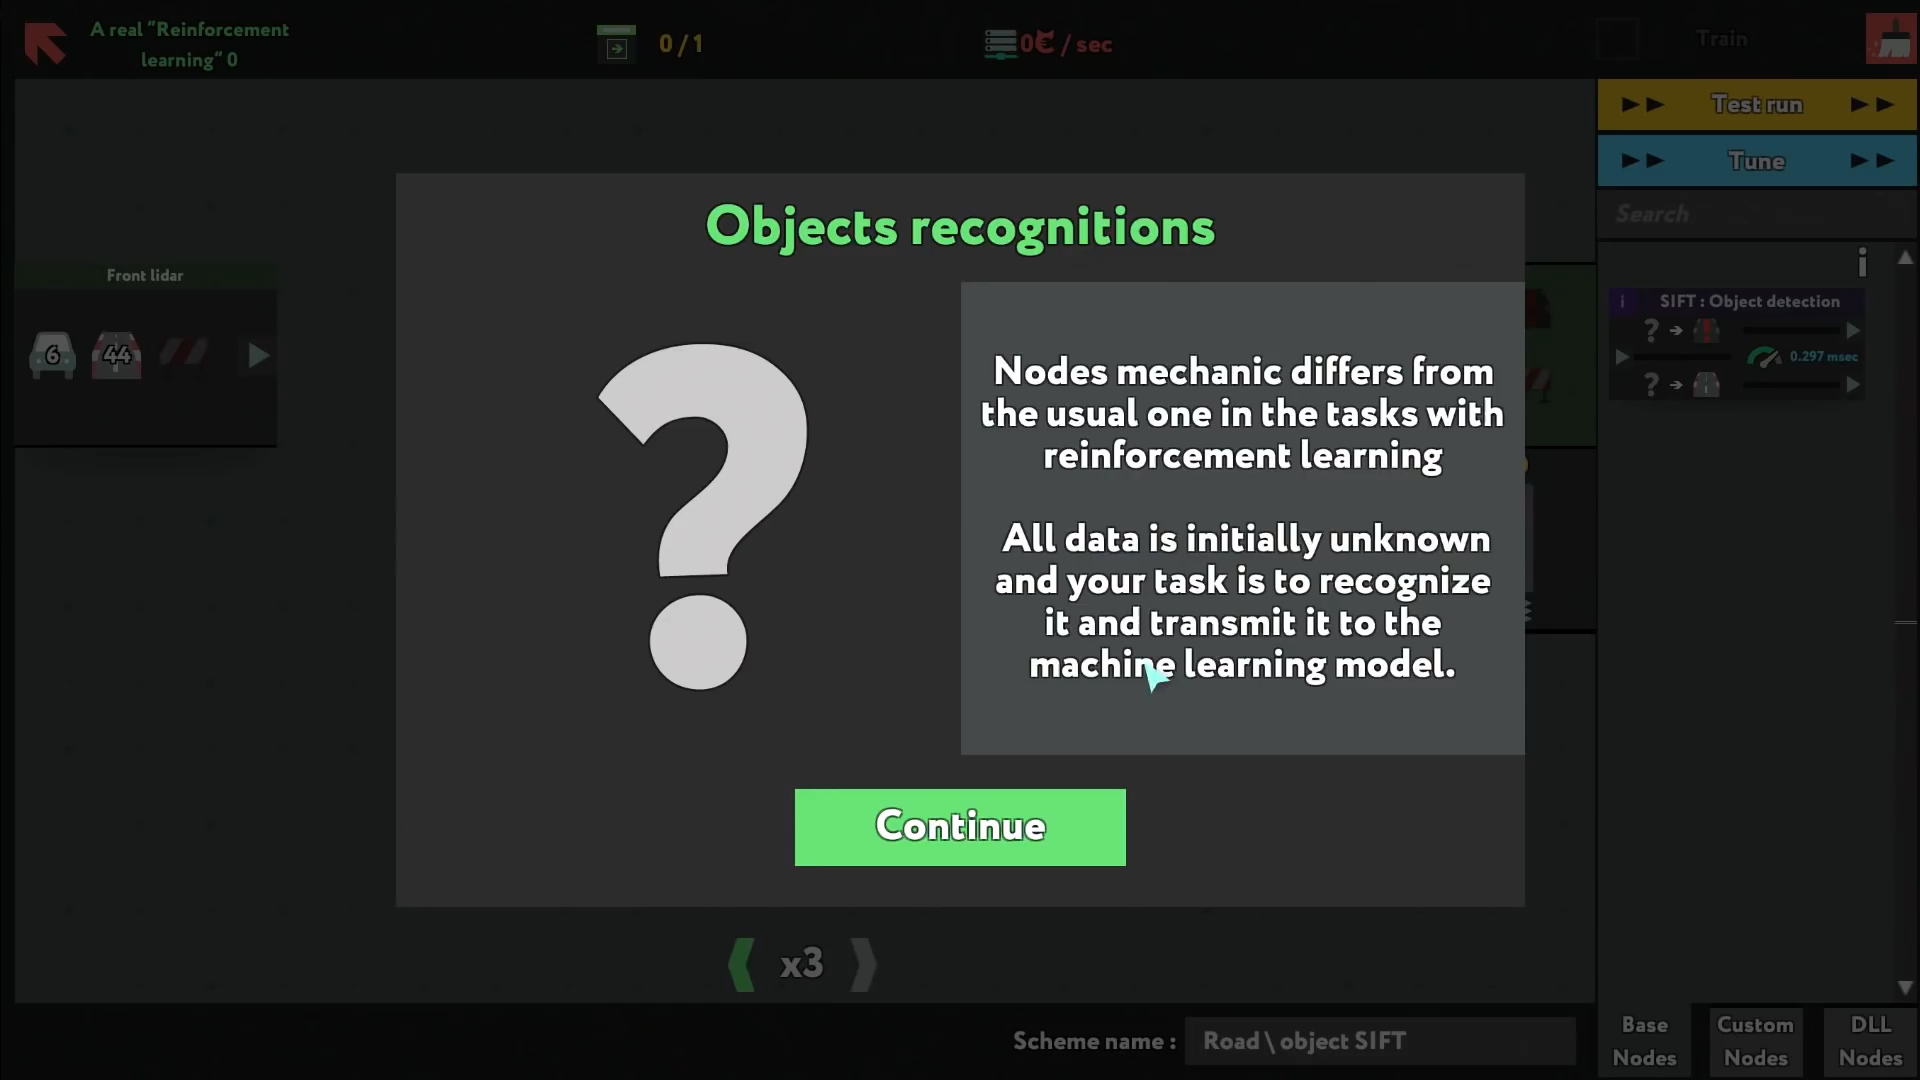 A real "Reinforcement
learning" 0
0 / 1
0€ / sec
Train
Test run
Tune
Search
Front lidar
6
44
i
i
SIFT : Object detection
?
0.297 msec
?
Objects recognitions
?
Nodes mechanic differs from
the usual one in the tasks with
reinforcement learning
All data is initially unknown
and your task is to recognize
it and transmit it to the
machine learning model.
Continue
x3
Scheme name :
Road \ object SIFT
Base
Nodes
Custom
Nodes
DLL
Nodes